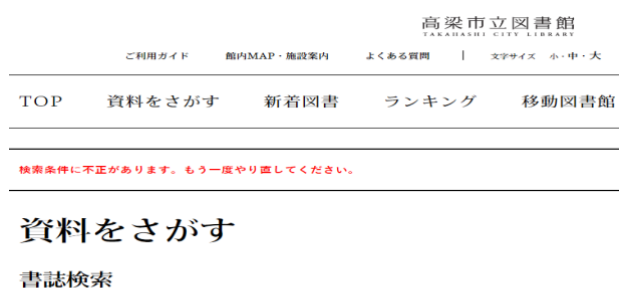 高梁市立図書館
TAKAHASHI CITY LIBRARY
ご利用ガイド 館内MAP・施設案内 よくある質問 | 文字サイズ 小・中・大
TOP 資料をさがす 新着図書 ランキング 移動図書館
検索条件に不正があります。もう一度やり直してください。
資料をさがす
書誌検索